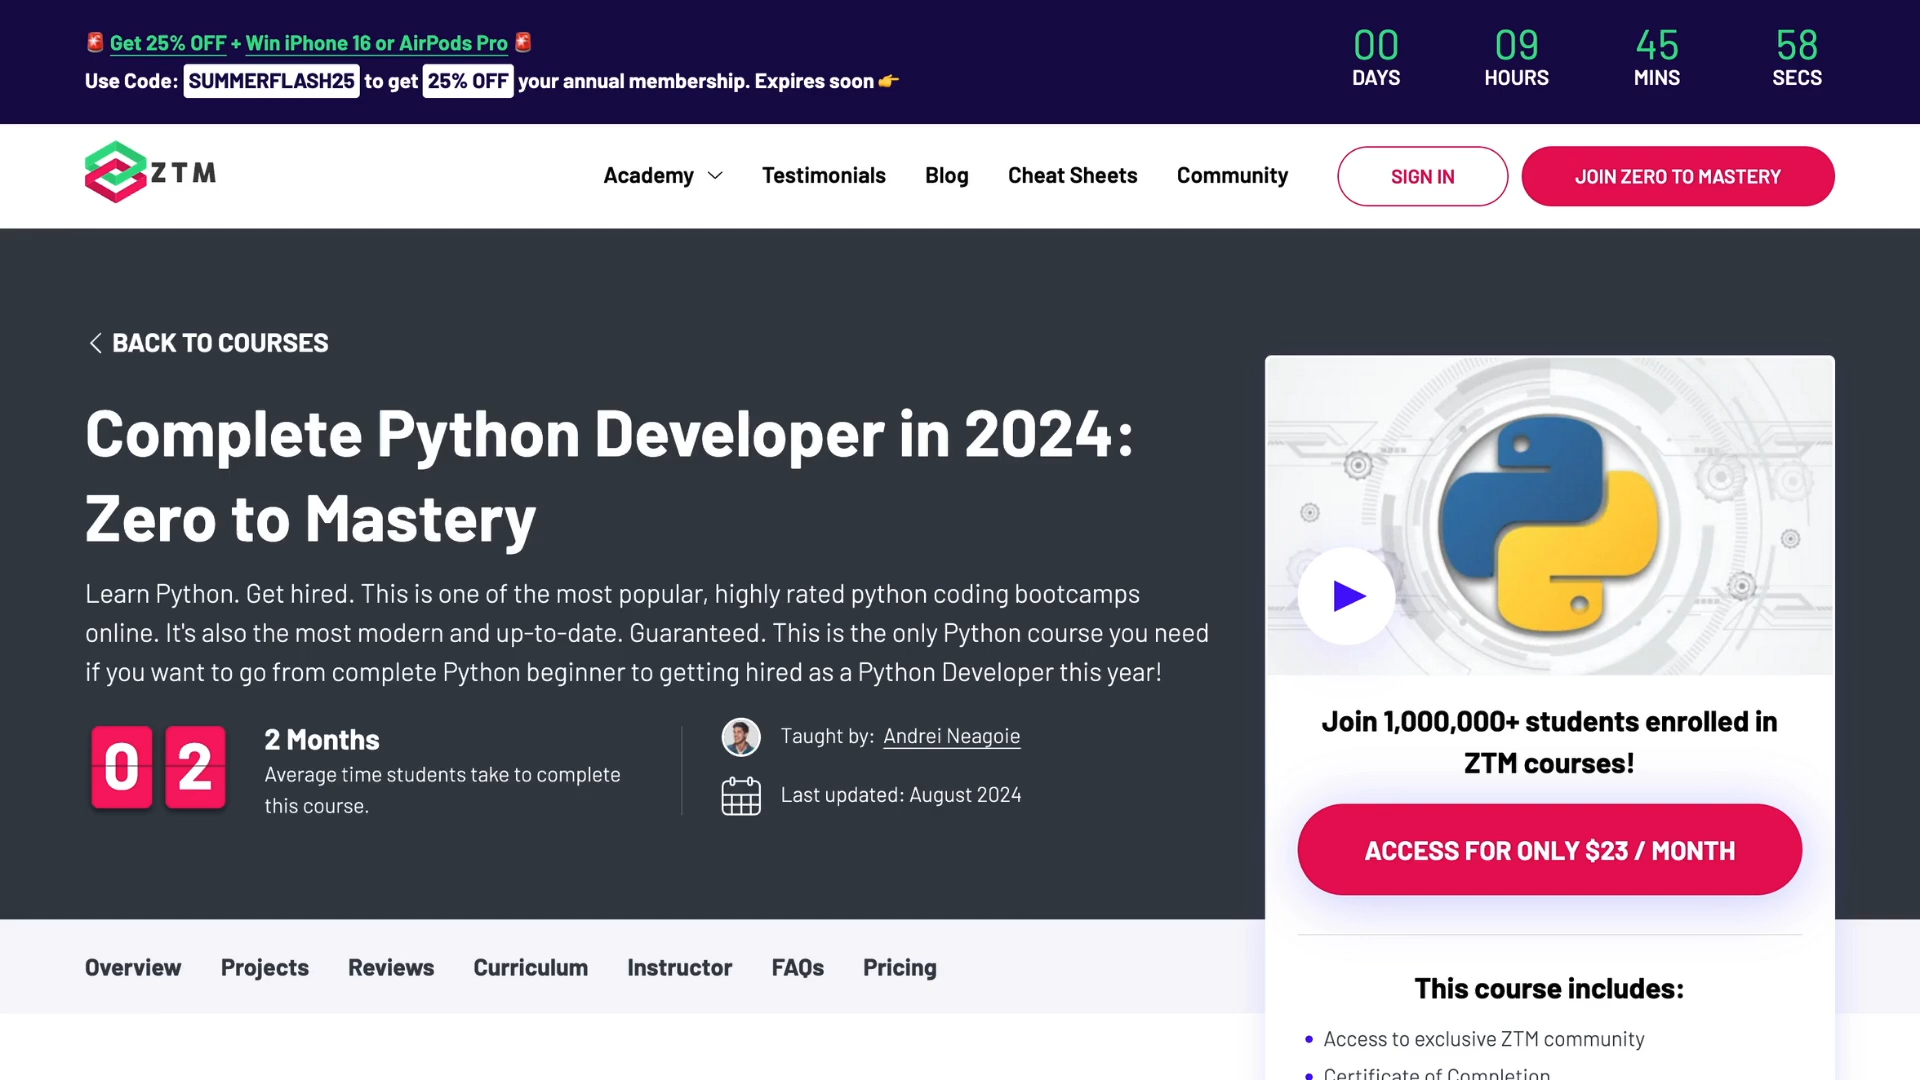 🚨 Get 25% OFF + Win iPhone 16 or AirPods Pro 🚨
Use Code: SUMMERFLASH25 to get 25% OFF your annual membership. Expires soon 👉
00 09 45 58
DAYS HOURS MINS SECS
ZTM
Academy Testimonials Blog Cheat Sheets Community SIGN IN JOIN ZERO TO MASTERY
BACK TO COURSES
Complete Python Developer in 2024:
Zero to Mastery
Learn Python. Get hired. This is one of the most popular, highly rated python coding bootcamps
online. It's also the most modern and up-to-date. Guaranteed. This is the only Python course you need
if you want to go from complete Python beginner to getting hired as a Python Developer this year!
02
2 Months
Average time students take to complete
this course.
Taught by: Andrei Neagoie
Last updated: August 2024
Join 1,000,000+ students enrolled in
ZTM courses!
ACCESS FOR ONLY $23 / MONTH
Overview Projects Reviews Curriculum Instructor FAQs Pricing
This course includes:
Access to exclusive ZTM community
Certificate of Completion